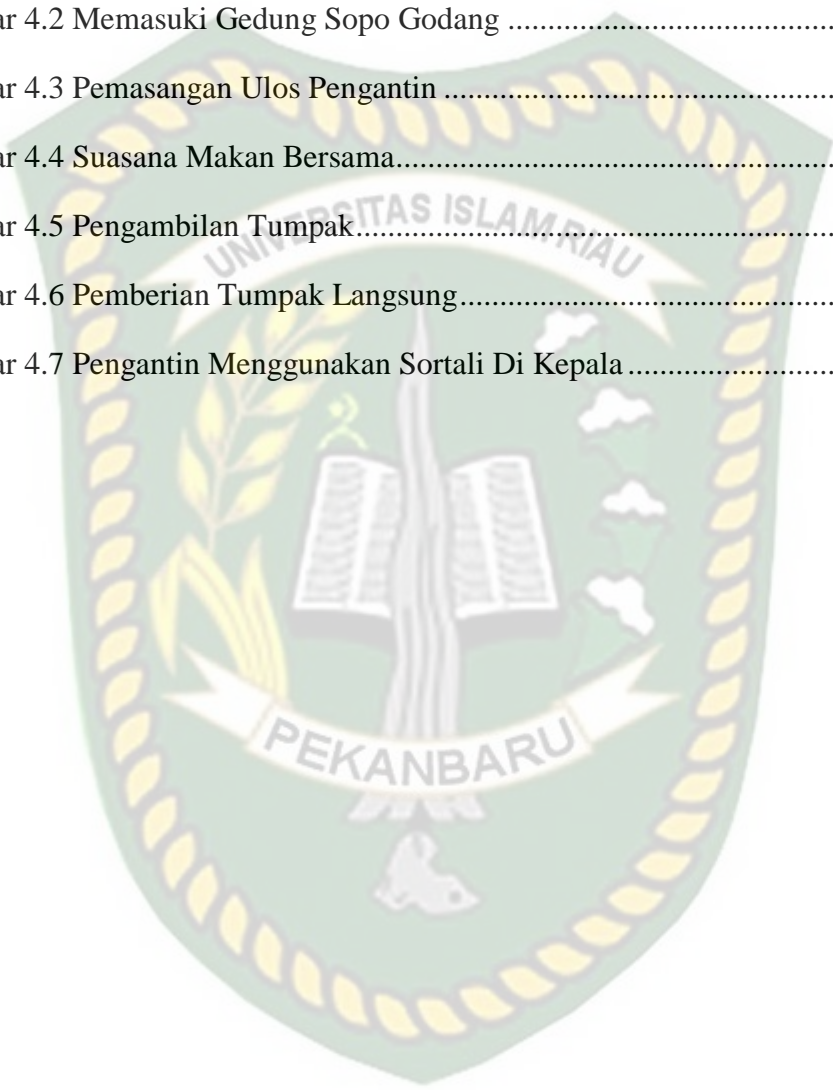 ar 4.2 Memasuki Gedung Sopo Godang ....................................
ar 4.3 Pemasangan Ulos Pengantin ..........................................
ar 4.4 Suasana Makan Bersama...............................................
ar 4.5 Pengambilan Tumpak....................................................
ar 4.6 Pemberian Tumpak Langsung........................................
ar 4.7 Pengantin Menggunakan Sortali Di Kepala ......................
UNIVERSITAS ISLAM RIAU
PEKANBARU